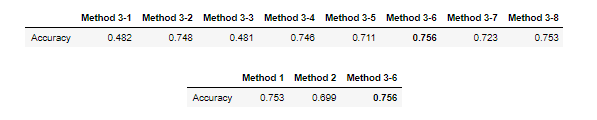 Method 3-1 Method 3-2 Method 3-3 Method 3-4 Method 3-5 Method 3-6 Method 3-7 Method 3-8
Accuracy 0.482 0.748 0.481 0.746 0.711 0.756 0.723 0.753
Method 1 Method 2 Method 3-6
Accuracy 0.753 0.699 0.756